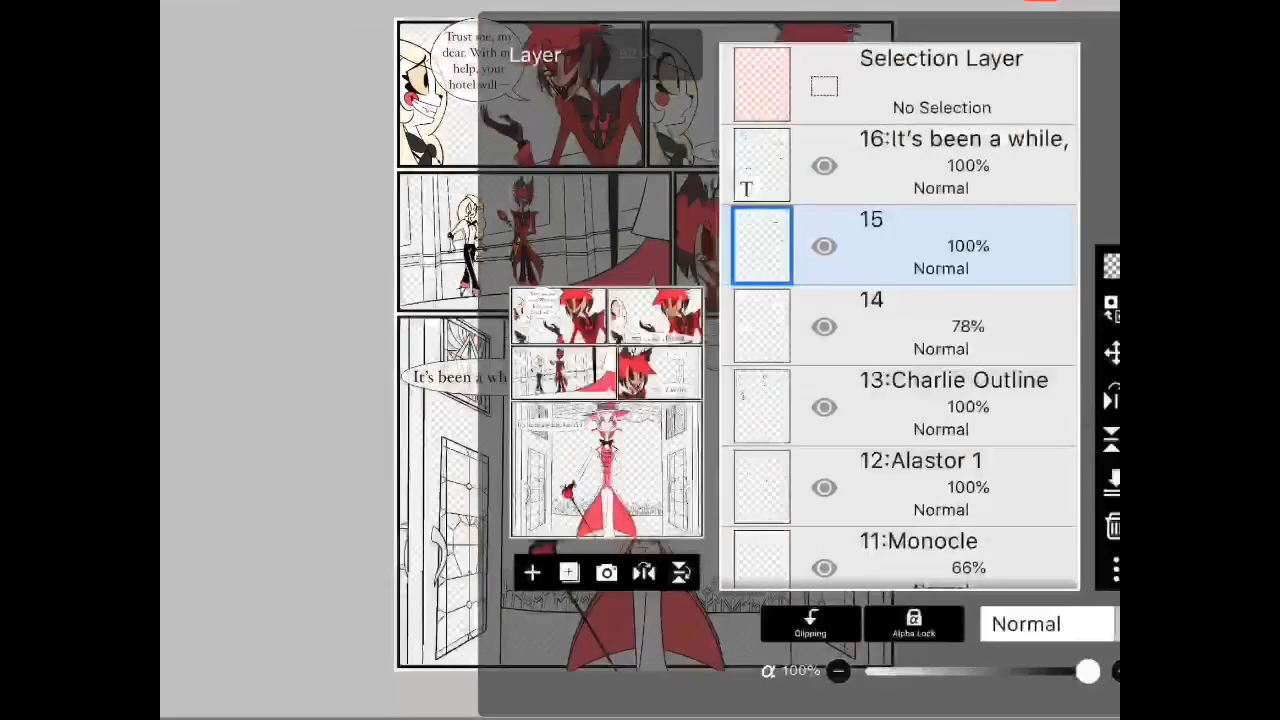 Trust me, my
dear. With m
help, your
hotel will —
Layer
It's been a wh
Selection Layer
No Selection
16:It's been a while,
100%
Normal
T
15
100%
Normal
14
78%
Normal
13:Charlie Outline
100%
Normal
12:Alastor 1
100%
Normal
11:Monocle
66%
Clipping
Alpha Lock
Normal
α 100%